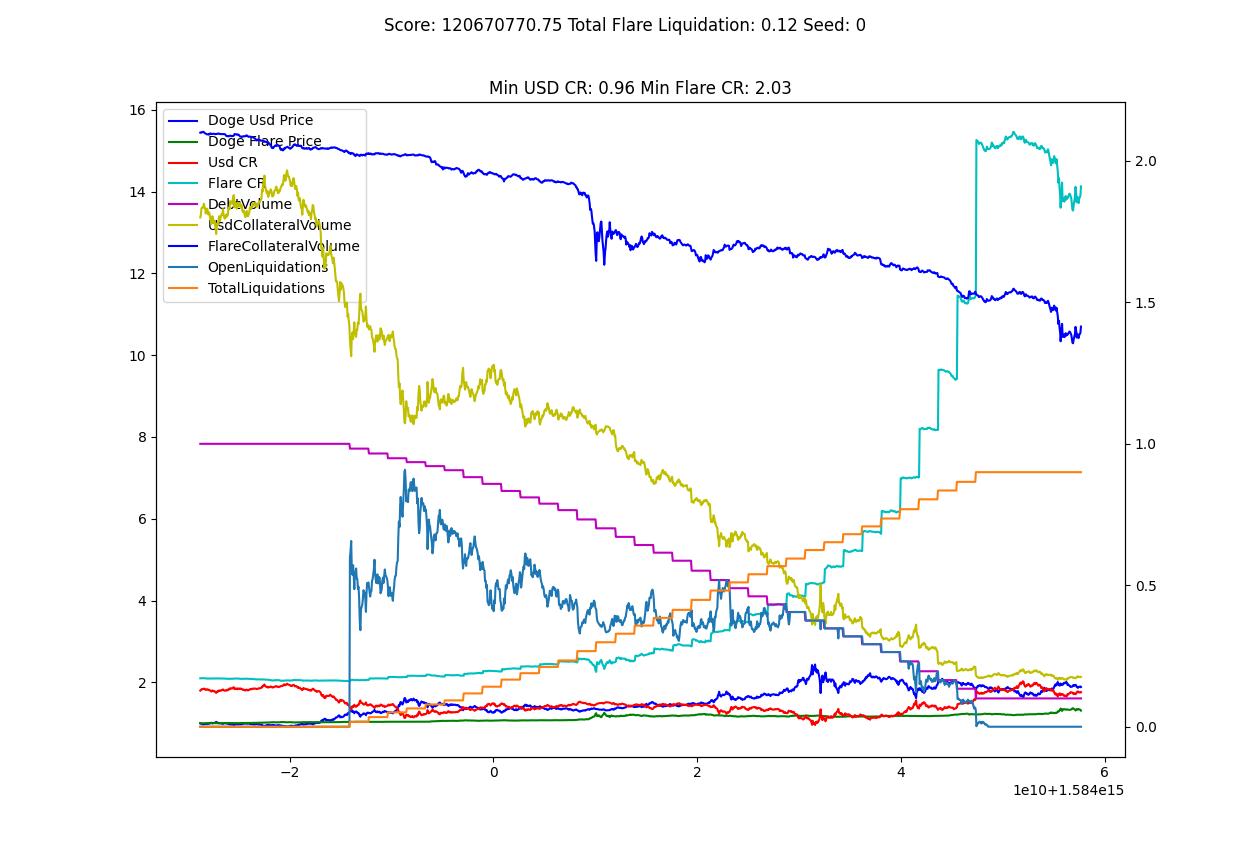 Score: 120670770.75 Total Flare Liquidation: 0.12 Seed: 0
Min USD CR: 0.96 Min Flare CR: 2.03
16
14
12
10
8
6
4
2
Doge Usd Price
Doge Flare Price
Usd CR
Flare CR
DebtVolume
UsdCollateralVolume
FlareCollateralVolume
OpenLiquidations
TotalLiquidations
2.0
1.5
1.0
0.5
0.0
−2 0 2 4 6
1e10+1.584e15